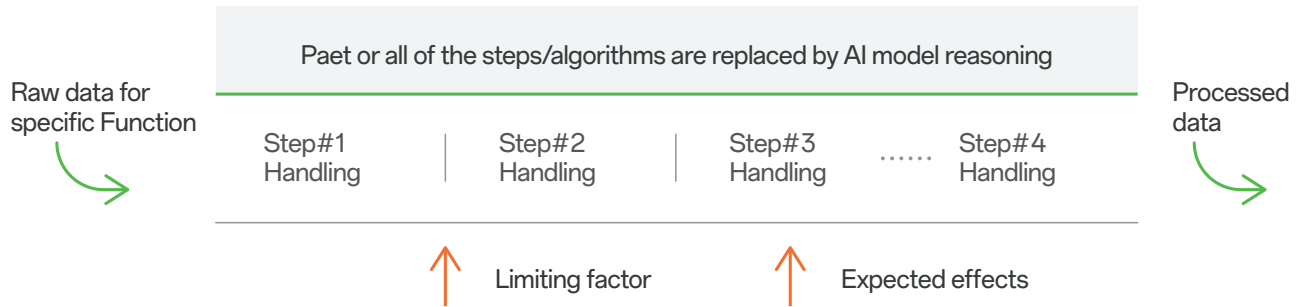 Paet or all of the steps/algorithms are replaced by AI model reasoning
Raw data for
specific Function
Step#1
Handling
Step#2
Handling
Step#3
Handling
......
Step#4
Handling
Processed
data
Limiting factor
Expected effects